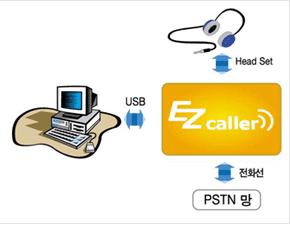 Head Set
USB
EZ caller
전화선
PSTN 망